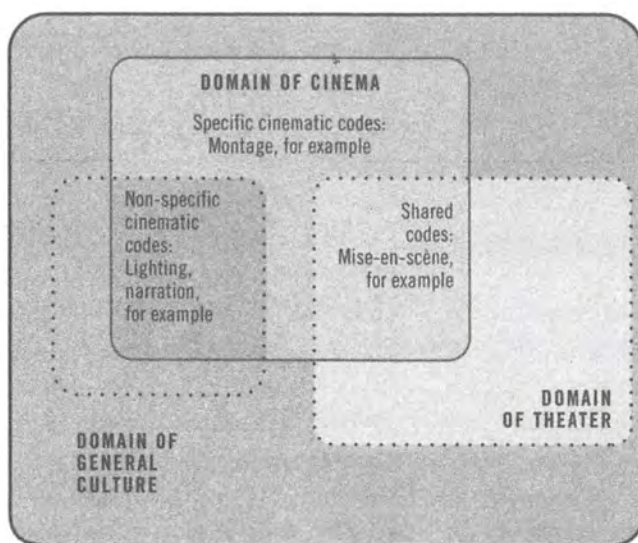 DOMAIN OF CINEMA
Specific cinematic codes:
Montage, for example
Non-specific
cinematic
codes:
Lighting,
narration,
for example
Shared
codes:
Mise-en-scène,
for example
DOMAIN
OF THEATER
DOMAIN OF
GENERAL
CULTURE